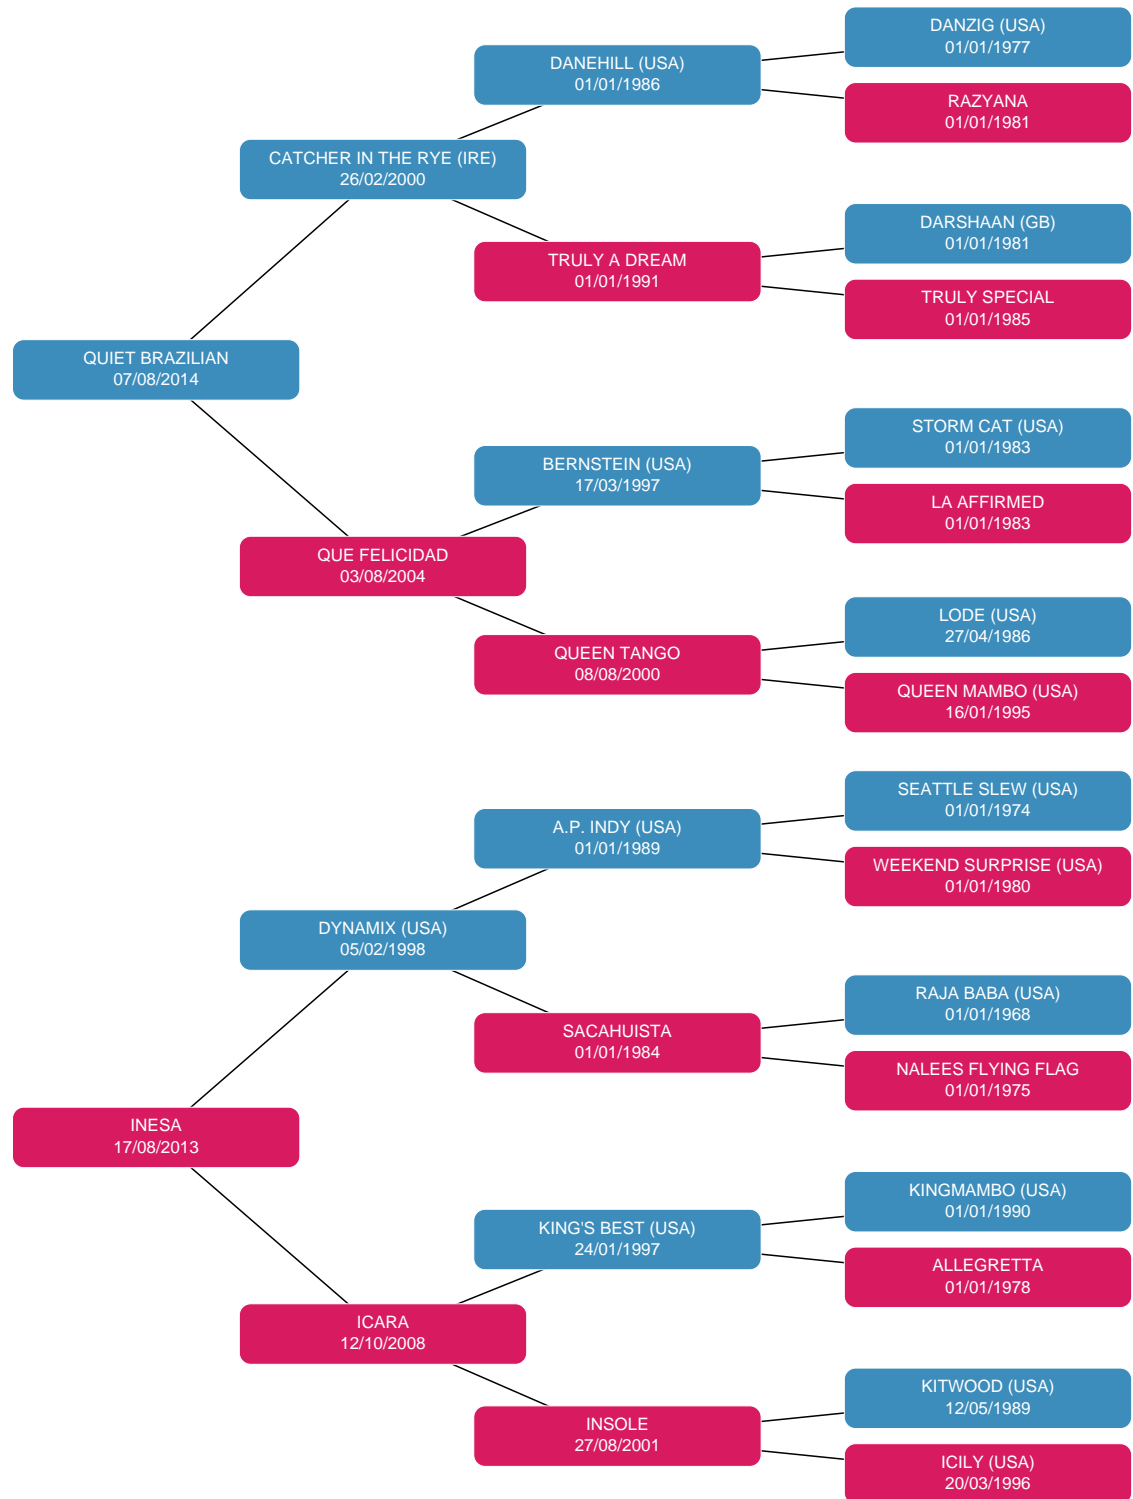 DANZIG (USA)
01/01/1977
DANEHILL (USA)
01/01/1986
RAZYANA
01/01/1981
CATCHER IN THE RYE (IRE)
26/02/2000
DARSHAAN (GB)
01/01/1981
TRULY A DREAM
01/01/1991
TRULY SPECIAL
01/01/1985
QUIET BRAZILIAN
07/08/2014
STORM CAT (USA)
01/01/1983
BERNSTEIN (USA)
17/03/1997
LA AFFIRMED
01/01/1983
QUE FELICIDAD
03/08/2004
LODE (USA)
27/04/1986
QUEEN TANGO
08/08/2000
QUEEN MAMBO (USA)
16/01/1995
SEATTLE SLEW (USA)
01/01/1974
A.P. INDY (USA)
01/01/1989
WEEKEND SURPRISE (USA)
01/01/1980
DYNAMIX (USA)
05/02/1998
RAJA BABA (USA)
01/01/1968
SACAHUISTA
01/01/1984
NALEES FLYING FLAG
01/01/1975
INESA
17/08/2013
KINGMAMBO (USA)
01/01/1990
KING'S BEST (USA)
24/01/1997
ALLEGRETTA
01/01/1978
ICARA
12/10/2008
KITWOOD (USA)
12/05/1989
INSOLE
27/08/2001
ICILY (USA)
20/03/1996